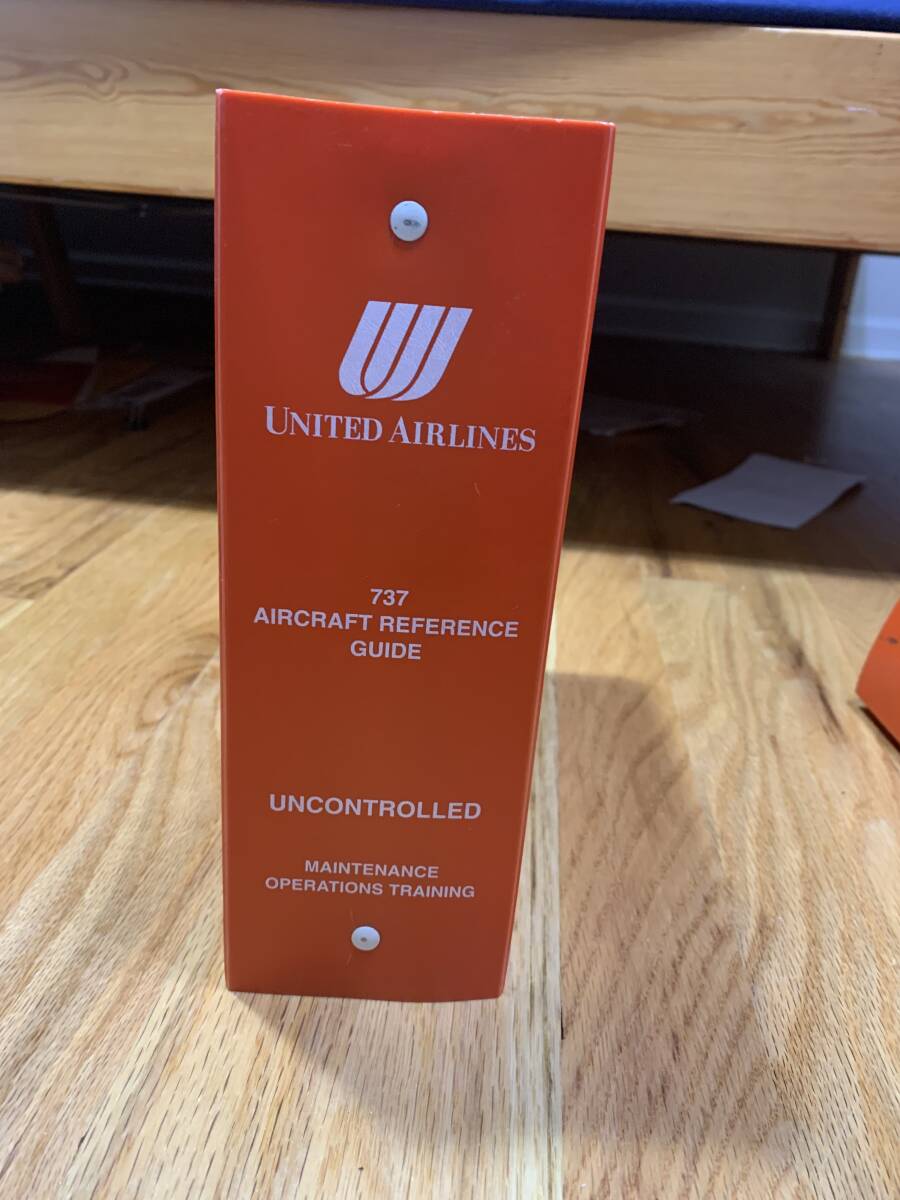 UNITED AIRLINES
737
AIRCRAFT REFERENCE
GUIDE
UNCONTROLLED
MAINTENANCE
OPERATIONS TRAINING